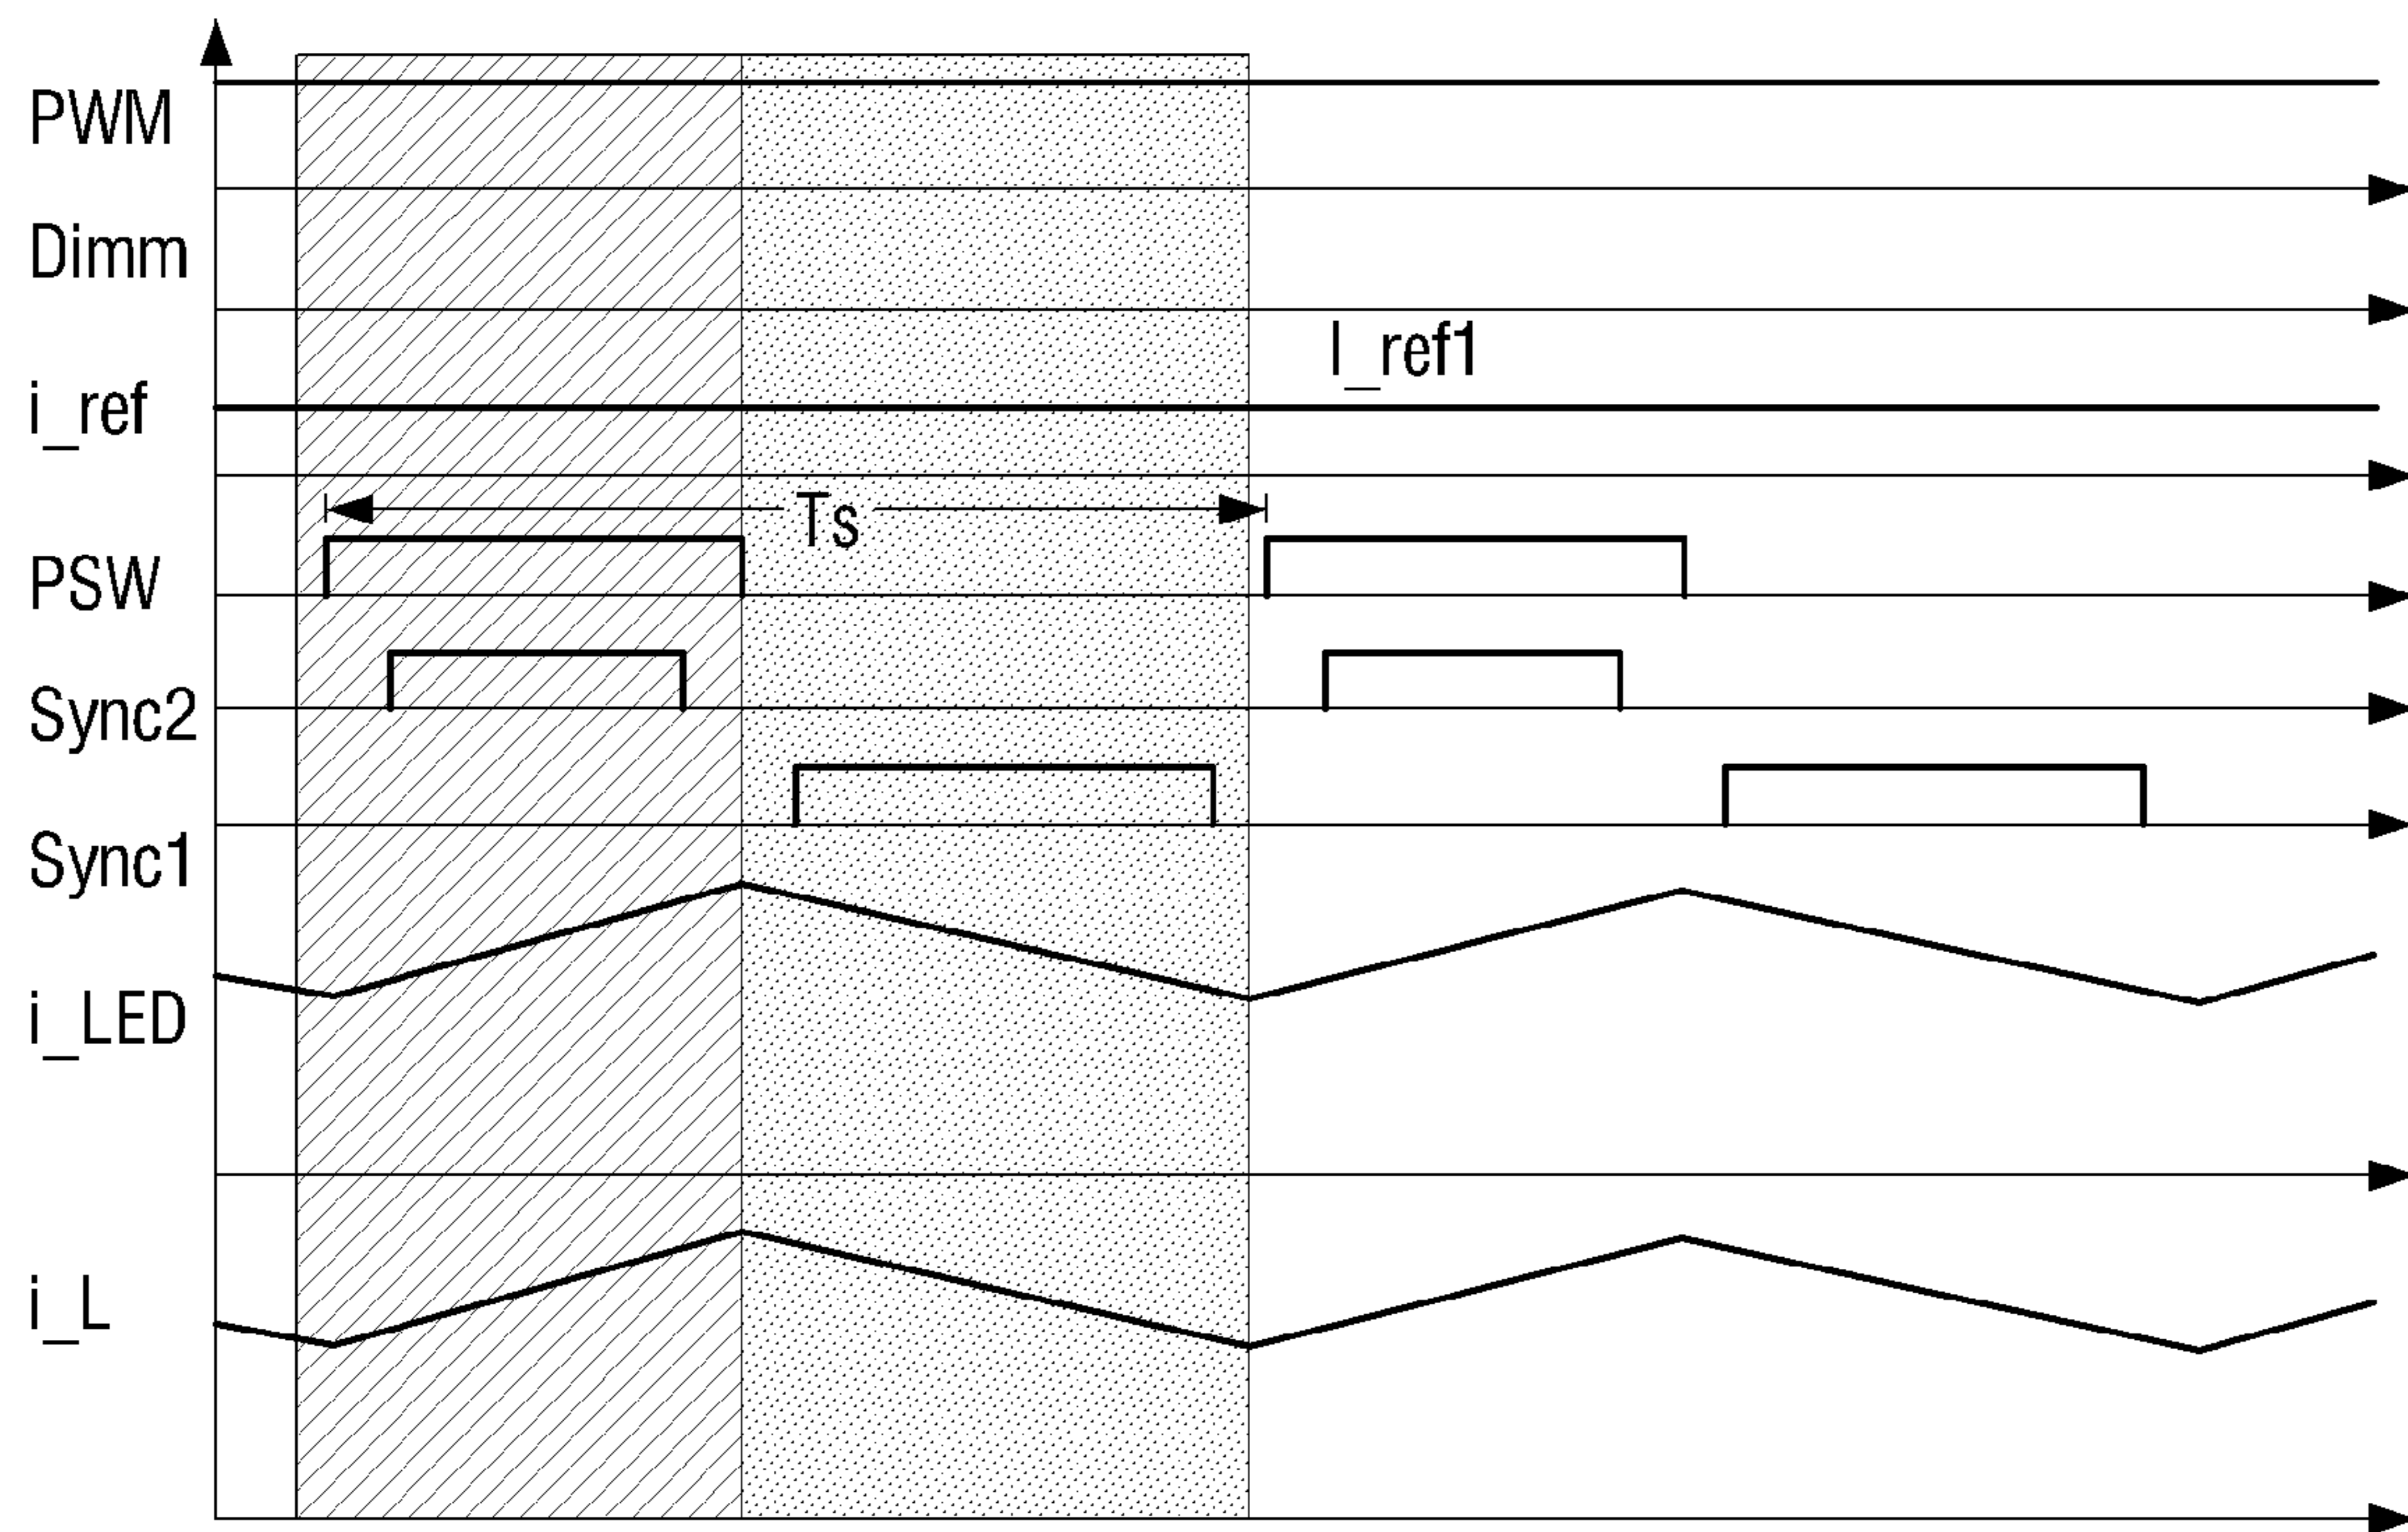 PWM
Dimm
I_ref1
i_ref
Ts
PSW
Sync2
Sync1
i_LED
i_L